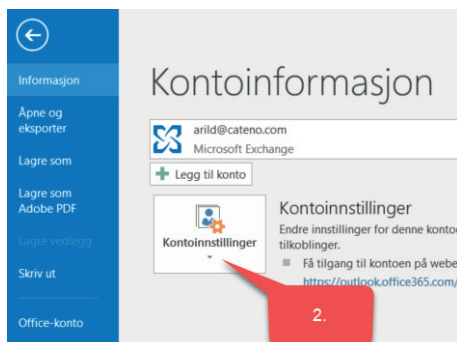 Informasjon
Åpne og
eksporter
Lagre som
Lagre som
Adobe PDF
Lagre vedlegg
Skriv ut
Office-konto
Kontoinformasjon
arild@cateno.com
Microsoft Exchange
Legg til konto
Kontoinnstillinger
Kontoinnstillinger
Endre innstillinger for denne
tilkoblinger.
Få tilgang til kontoen på
https://outlook.office365.com/
2.